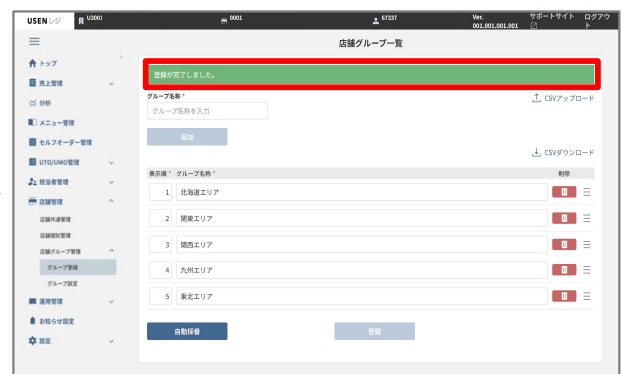 USENレジ
U3001
0001
67337
Ver.
001.001.001.001
サポートサイト
ログアウト
店舗グループ一覧
トップ
売上管理
分析
メニュー管理
セルフオーダー管理
UTO/UMO管理
担当者管理
店舗管理
店舗共通管理
店舗個別管理
店舗グループ管理
グループ登録
グループ設定
運用管理
お知らせ設定
設定
登録が完了しました。
グループ名称 *
グループ名称を入力
追加
CSVアップロード
CSVダウンロード
表示順 * グループ名称 * 削除
1 北海道エリア
2 関東エリア
3 関西エリア
4 九州エリア
5 東北エリア
自動採番
登録